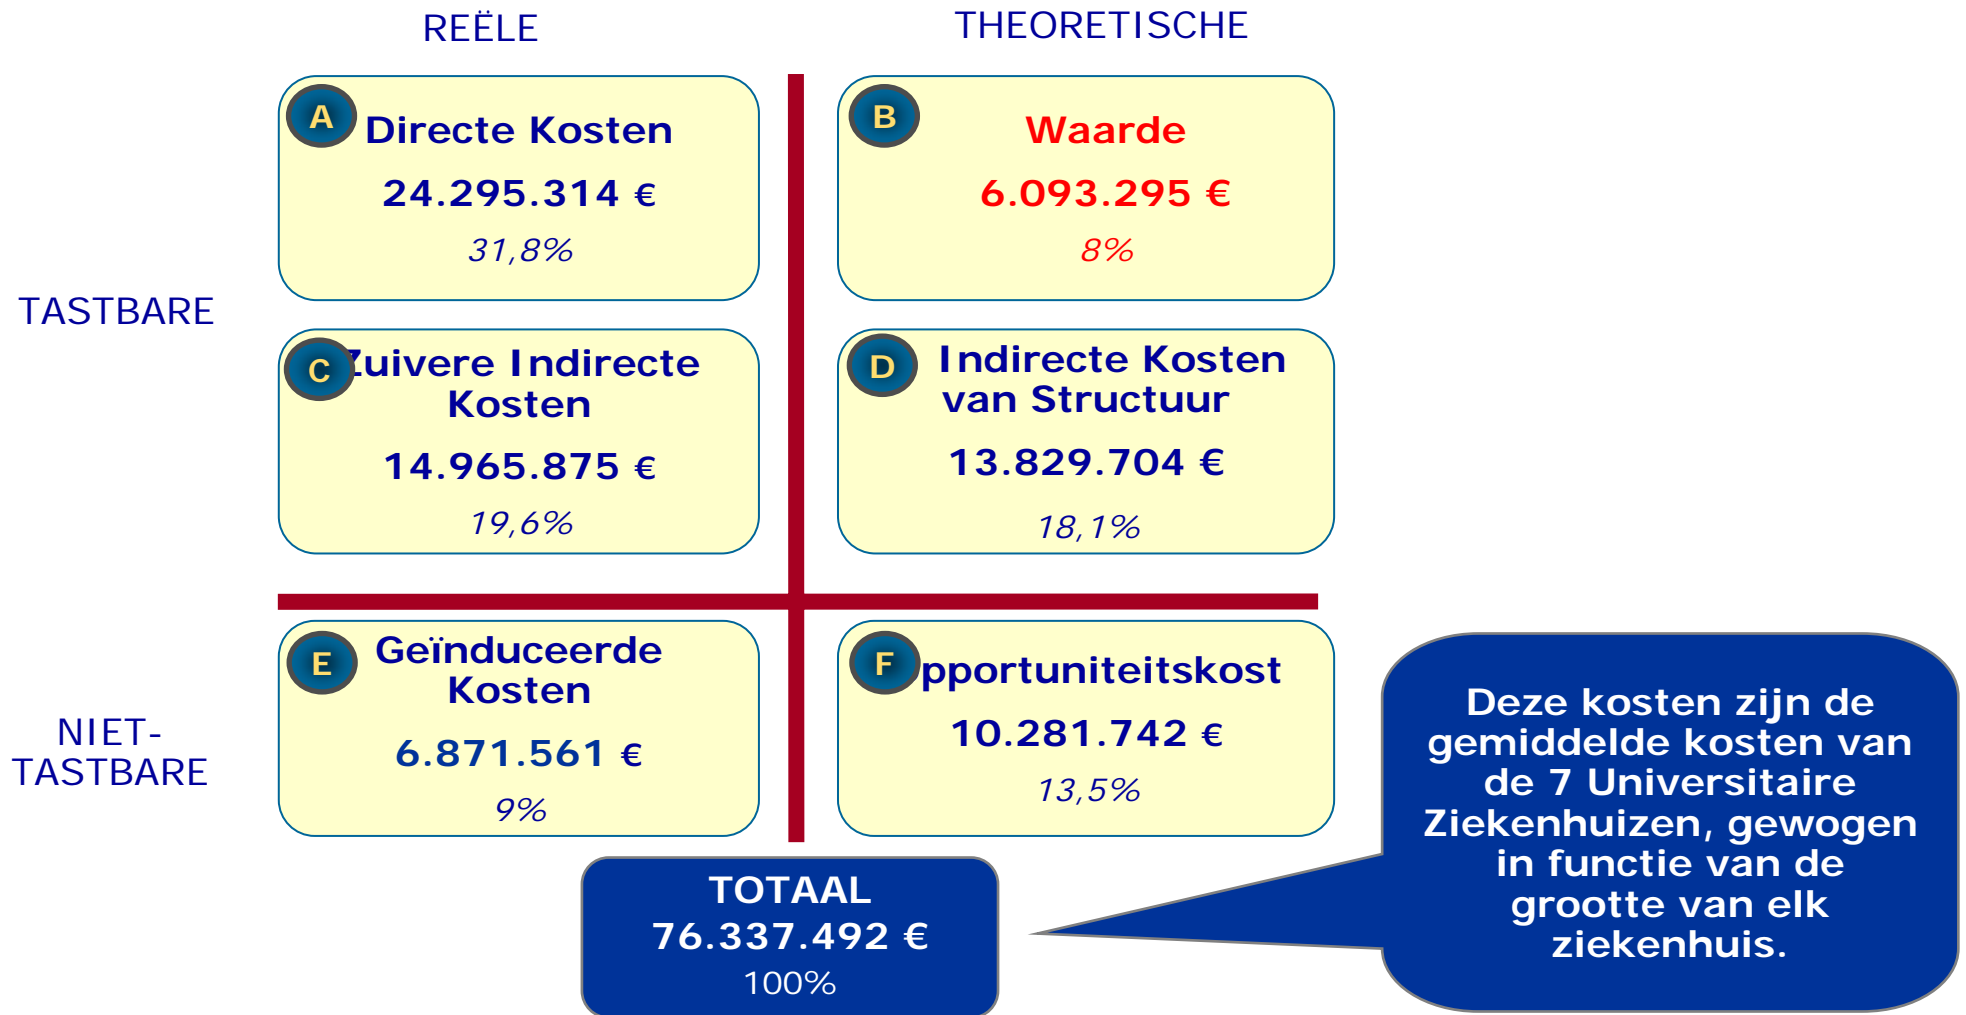 REËLE
THEORETISCHE
TASTBARE
A
Directe Kosten
24.295.314 €
31,8%
B
Waarde
6.093.295 €
8%
C
Zuivere Indirecte
Kosten
14.965.875 €
19,6%
D
Indirecte Kosten
van Structuur
13.829.704 €
18,1%
NIET-
TASTBARE
E
Geïnduceerde
Kosten
6.871.561 €
9%
F
pportuniteitskost
10.281.742 €
13,5%
TOTAAL
76.337.492 €
100%
Deze kosten zijn de
gemiddelde kosten van
de 7 Universitaire
Ziekenhuizen, gewogen
in functie van de
grootte van elk
ziekenhuis.